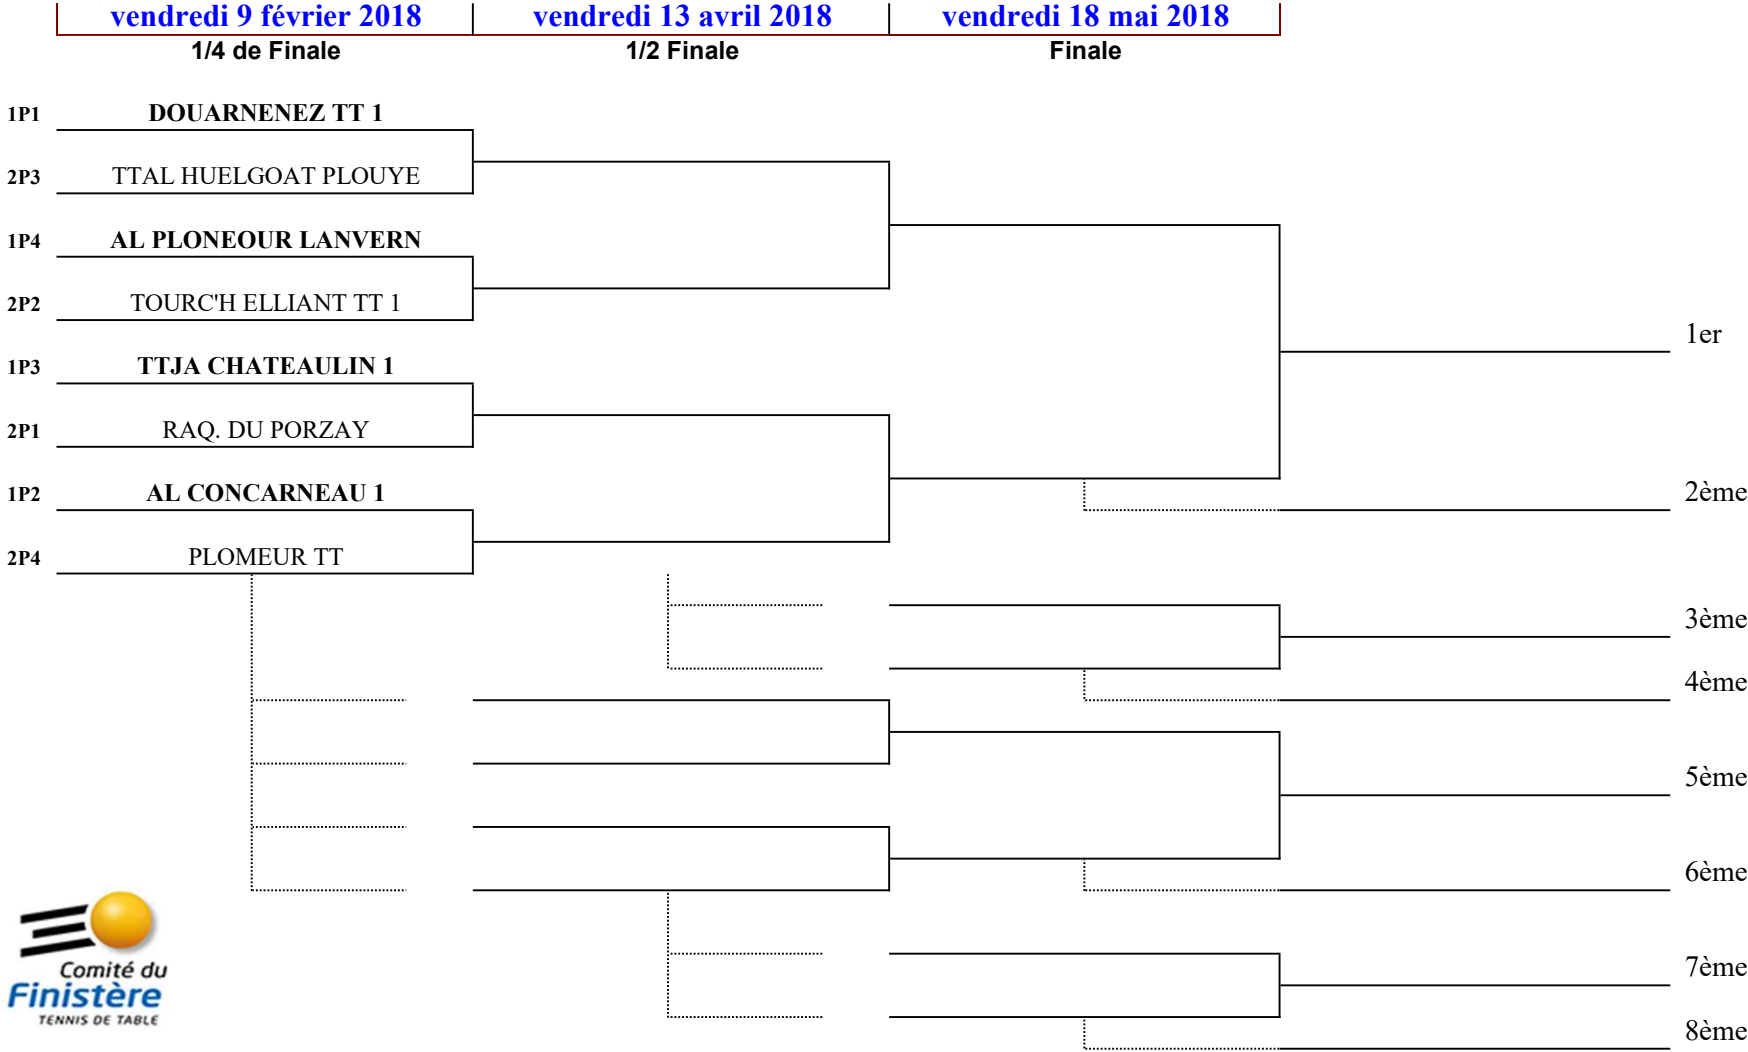 vendredi 9 février 2018 vendredi 13 avril 2018 vendredi 18 mai 2018
1/4 de Finale 1/2 Finale Finale
1P1 DOUARNENEZ TT 1
2P3 TTAL HUELGOAT PLOUYE
1P4 AL PLONEOUR LANVERN
2P2 TOURC'H ELLIANT TT 1
1er
1P3 TTJA CHATEAULIN 1
2P1 RAQ. DU PORZAY
1P2 AL CONCARNEAU 1
2ème
2P4 PLOMEUR TT
3ème
4ème
5ème
6ème
7ème
8ème
Comité du
Finistère
TENNIS DE TABLE